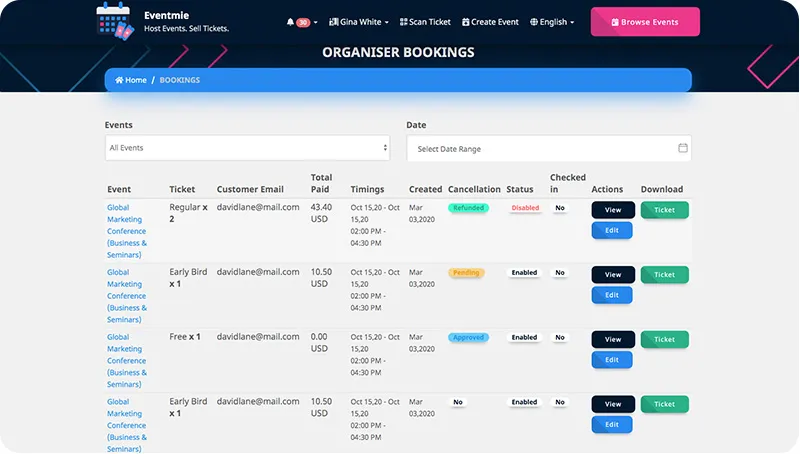 Eventmie
Host Events. Sell Tickets.
30
Gina White
Scan Ticket
Create Event
English
Browse Events
ORGANISER BOOKINGS
Home / BOOKINGS
Events
Date
All Events
Select Date Range
Event Ticket Customer Email Total Paid Timings Created Cancellation Status Checked in Actions Download
Global Marketing Conference (Business & Seminars) Regular x 2 davidlane@mail.com 43.40 USD Oct 15,20 - Oct 15,20 02:00 PM - 04:30 PM Mar 03,2020 Refunded Disabled No View Edit Ticket
Global Marketing Conference (Business & Seminars) Early Bird x 1 davidlane@mail.com 10.50 USD Oct 15,20 - Oct 15,20 02:00 PM - 04:30 PM Mar 03,2020 Pending Enabled No View Edit Ticket
Global Marketing Conference (Business & Seminars) Free x 1 davidlane@mail.com 0.00 USD Oct 15,20 - Oct 15,20 02:00 PM - 04:30 PM Mar 03,2020 Approved Enabled No View Edit Ticket
Global Marketing Conference (Business & Seminars) Early Bird x 1 davidlane@mail.com 10.50 USD Oct 15,20 - Oct 15,20 02:00 PM - 04:30 PM Mar 03,2020 No Enabled No View Edit Ticket